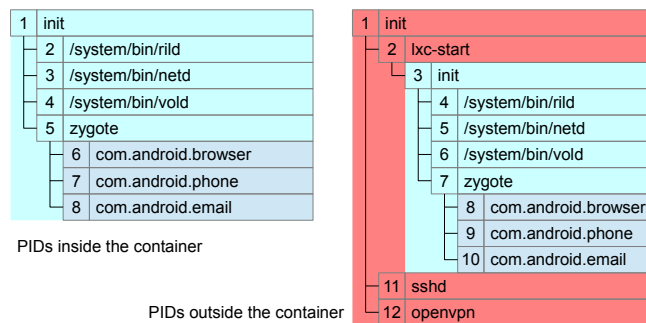 1 init
2 /system/bin/rild
3 /system/bin/netd
4 /system/bin/vold
5 zygote
6 com.android.browser
7 com.android.phone
8 com.android.email
PIDs inside the container
1 init
2 lxc-start
3 init
4 /system/bin/rild
5 /system/bin/netd
6 /system/bin/vold
7 zygote
8 com.android.browser
9 com.android.phone
10 com.android.email
11 sshd
12 openvpn
PIDs outside the container